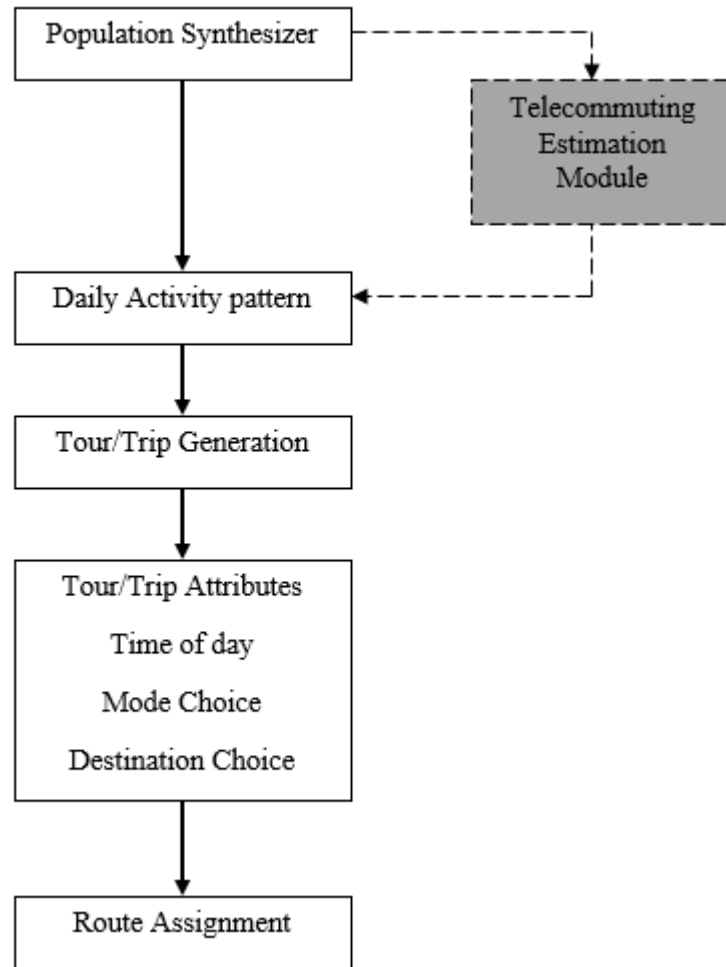 Population Synthesizer
Telecommuting
Estimation
Module
Daily Activity pattern
Tour/Trip Generation
Tour/Trip Attributes
Time of day
Mode Choice
Destination Choice
Route Assignment